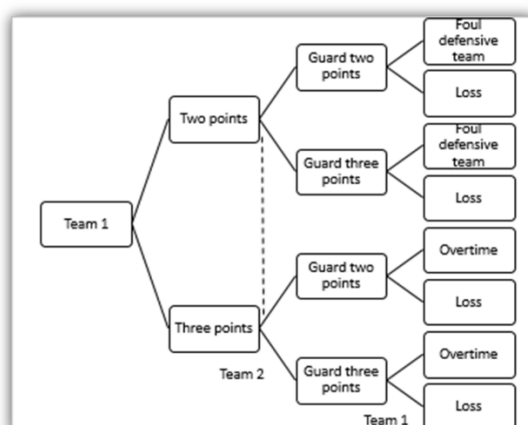 Foul
defensive
team
Guard two
points
Loss
Two points
Foul
defensive
team
Guard three
points
Loss
Team 1
Overtime
Guard two
points
Loss
Three points
Overtime
Team 2
Guard three
points
Loss
Team 1